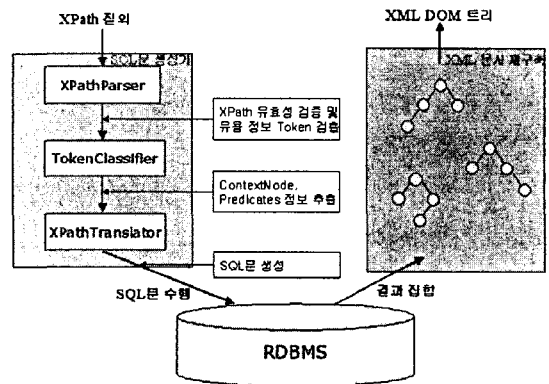 XPath 질의
XML DOM 트리
SQL문 생성기
XML 문서 재구축
XPathParser
XPath 유효성 검증 및
유용 정보 Token 검출
TokenClassifier
ContextNode,
Predicates 정보 추출
XPathTranslator
SQL문 생성
SQL문 수행
결과 집합
RDBMS